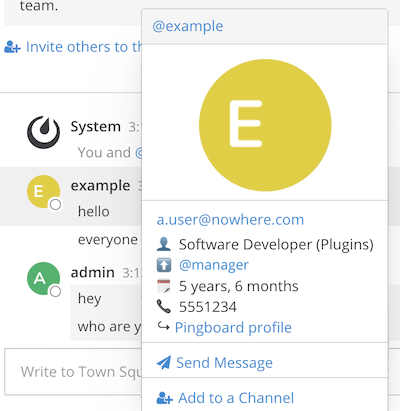 team.
Invite others to th
System 3:1
You and @
E example 3
hello
everyone
A admin 3:1
hey
who are y
Write to Town Squ
@example
E
a.user@nowhere.com
Software Developer (Plugins)
@manager
5 years, 6 months
5551234
Pingboard profile
Send Message
Add to a Channel